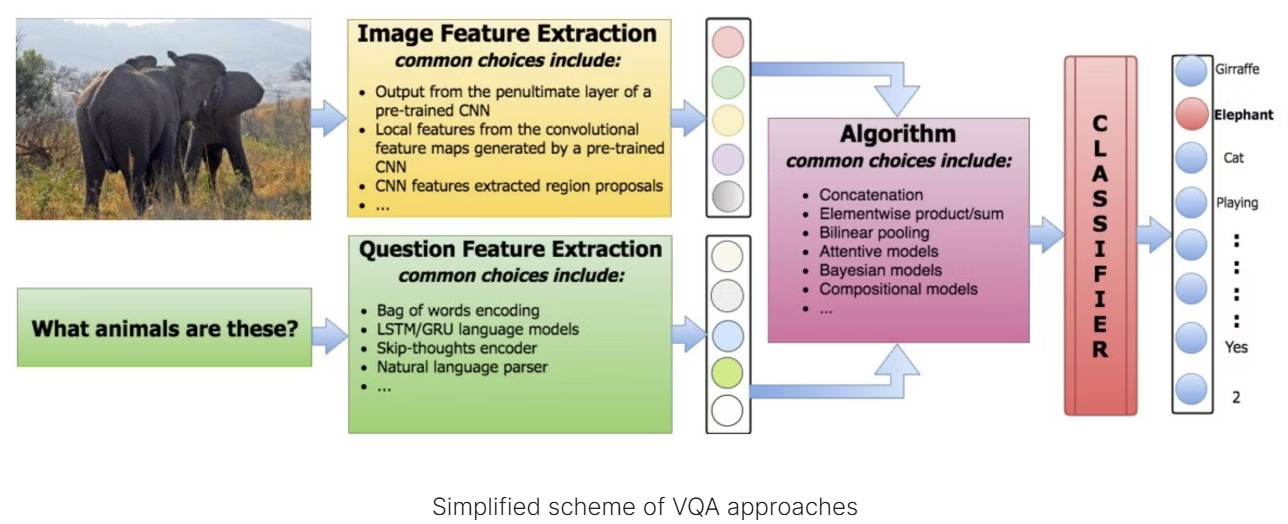 Image Feature Extraction
common choices include:
• Output from the penultimate layer of a
pre-trained CNN
• Local features from the convolutional
feature maps generated by a pre-trained
CNN
• CNN features extracted region proposals
• ...
What animals are these?
Question Feature Extraction
common choices include:
• Bag of words encoding
• LSTM/GRU language models
• Skip-thoughts encoder
• Natural language parser
• ...
Algorithm
common choices include:
• Concatenation
• Elementwise product/sum
• Bilinear pooling
• Attentive models
• Bayesian models
• Compositional models
• ...
CLASSIFIER
Girraffe
Elephant
Cat
Playing
:
:
:
:
Yes
2
Simplified scheme of VQA approaches